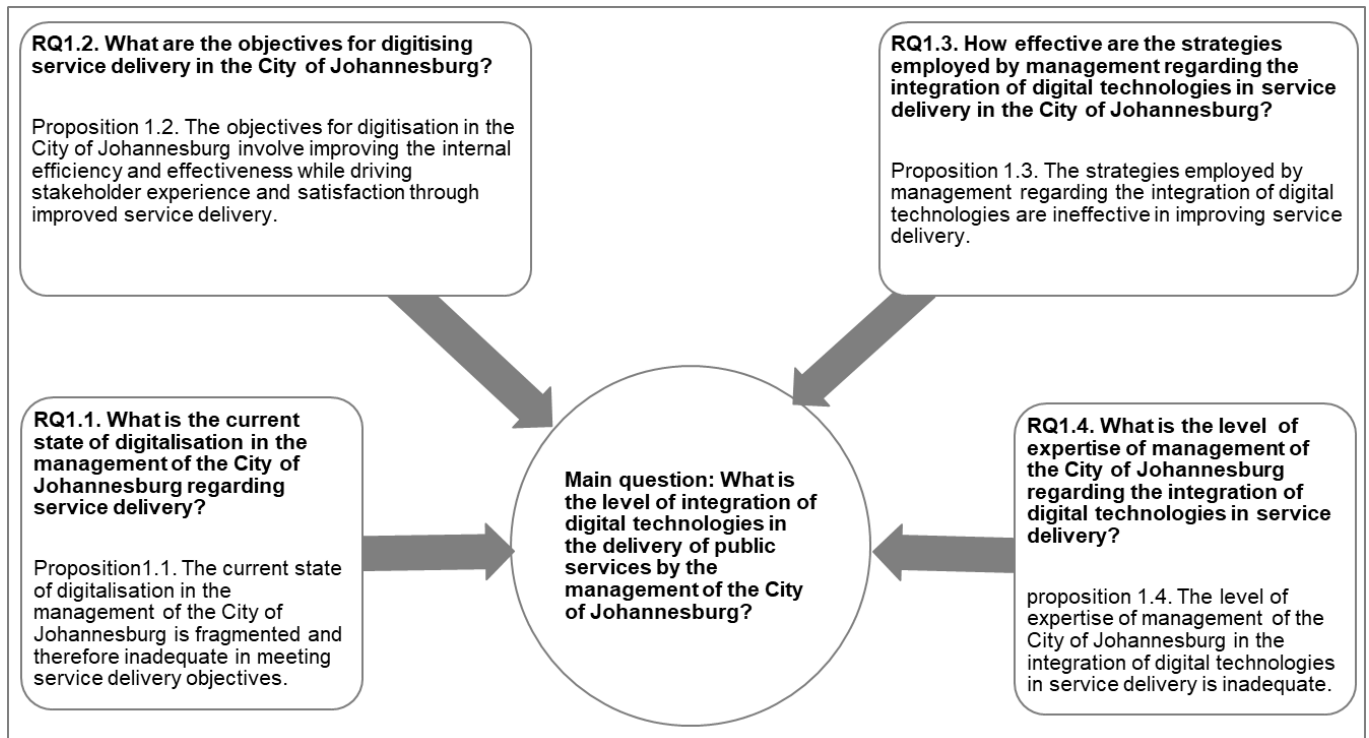 RQ1.2. What are the objectives for digitising
service delivery in the City of Johannesburg?
Proposition 1.2. The objectives for digitisation in the
City of Johannesburg involve improving the internal
efficiency and effectiveness while driving
stakeholder experience and satisfaction through
improved service delivery.
RQ1.3. How effective are the strategies
employed by management regarding the
integration of digital technologies in service
delivery in the City of Johannesburg?
Proposition 1.3. The strategies employed by
management regarding the integration of digital
technologies are ineffective in improving service
delivery.
RQ1.1. What is the current
state of digitalisation in the
management of the City of
Johannesburg regarding
service delivery?
Proposition1.1. The current state
of digitalisation in the
management of the City of
Johannesburg is fragmented and
therefore inadequate in meeting
service delivery objectives.
Main question: What is
the level of integration of
digital technologies in
the delivery of public
services by the
management of the City
of Johannesburg?
RQ1.4. What is the level of
expertise of management of
the City of Johannesburg
regarding the integration of
digital technologies in service
delivery?
proposition 1.4. The level of
expertise of management of the
City of Johannesburg in the
integration of digital technologies
in service delivery is inadequate.